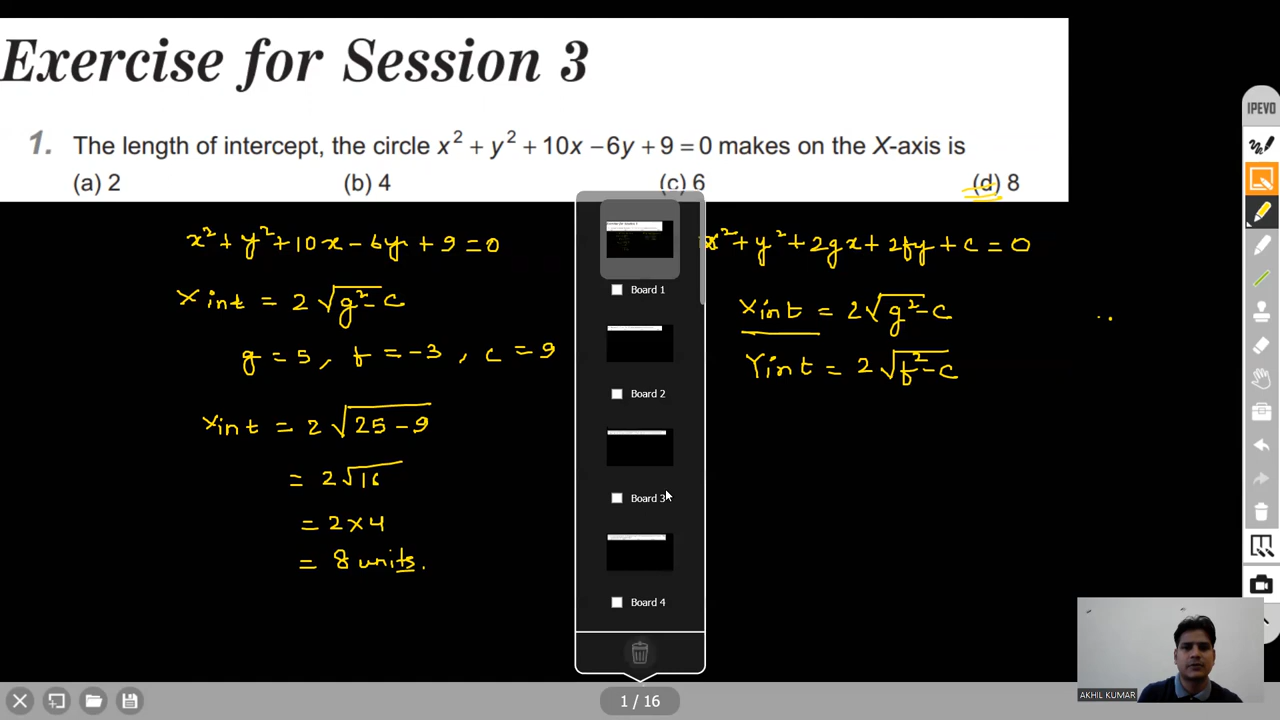 Exercise for Session 3
1. The length of intercept, the circle x² + y² + 10x − 6y + 9 = 0 makes on the X-axis is
(a) 2 (b) 4 (c) 6 (d) 8
x² + y² + 10x − 6y + 9 = 0
X int = 2 √g² − c
g = 5, f = −3, c = 9
X int = 2 √25 − 9
= 2 √16
= 2 × 4
= 8 units.
x² + y² + 2gx + 2fy + c = 0
X int = 2 √g² − c
Y int = 2 √f² − c
Board 1
Board 2
Board 3
Board 4
1 / 16
IPEVO
AKHIL KUMAR